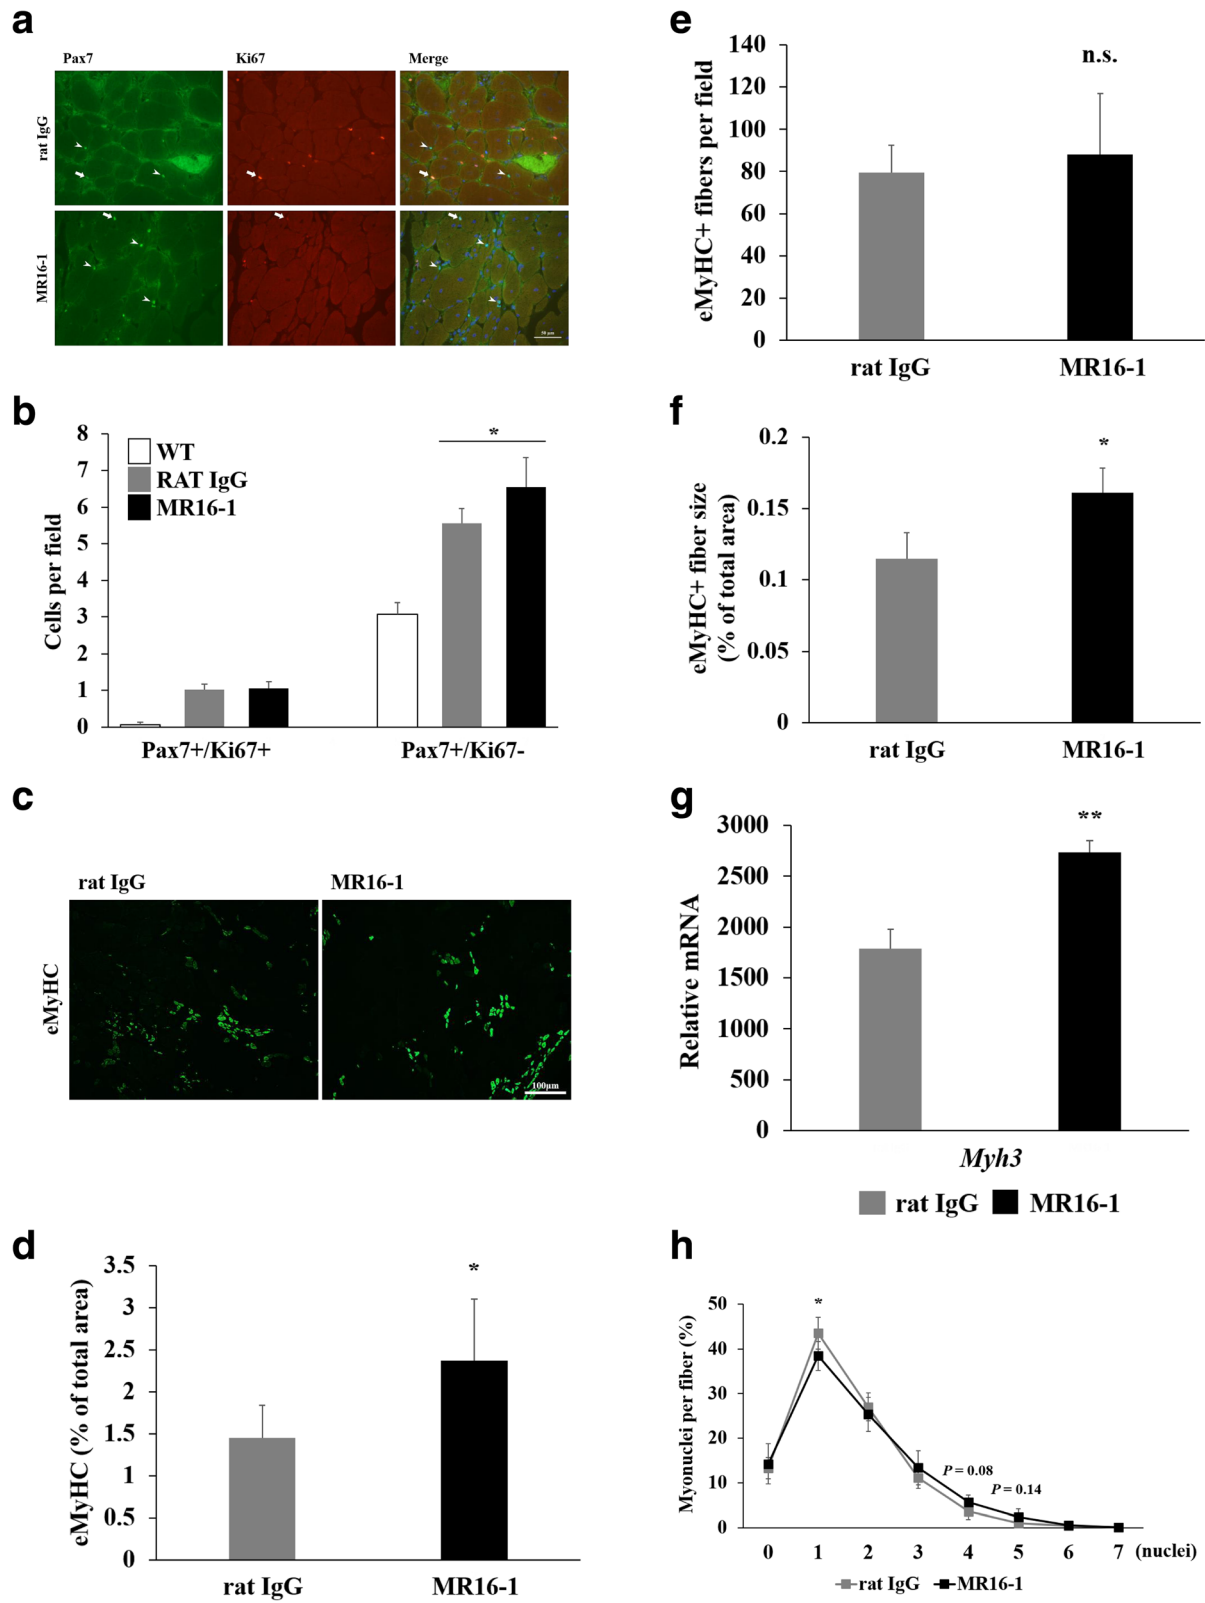 a
Pax7
Ki67
Merge
rat IgG
MR16-1
50 μm
b
Cells per field
8
7
6
5
4
3
2
1
0
WT
RAT IgG
MR16-1
*
Pax7+/Ki67+
Pax7+/Ki67-
c
rat IgG
MR16-1
eMyHC
100μm
d
eMyHC (% of total area)
3.5
3
2.5
2
1.5
1
0.5
0
*
rat IgG
MR16-1
e
eMyHC+ fibers per field
140
120
100
80
60
40
20
0
n.s.
rat IgG
MR16-1
f
eMyHC+ fiber size
(% of total area)
0.2
0.15
0.1
0.05
0
*
rat IgG
MR16-1
g
Relative mRNA
3000
2500
2000
1500
1000
500
0
**
Myh3
rat IgG
MR16-1
h
Myonuclei per fiber (%)
50
40
30
20
10
0
*
P = 0.08
P = 0.14
0 1 2 3 4 5 6 7 (nuclei)
rat IgG
MR16-1